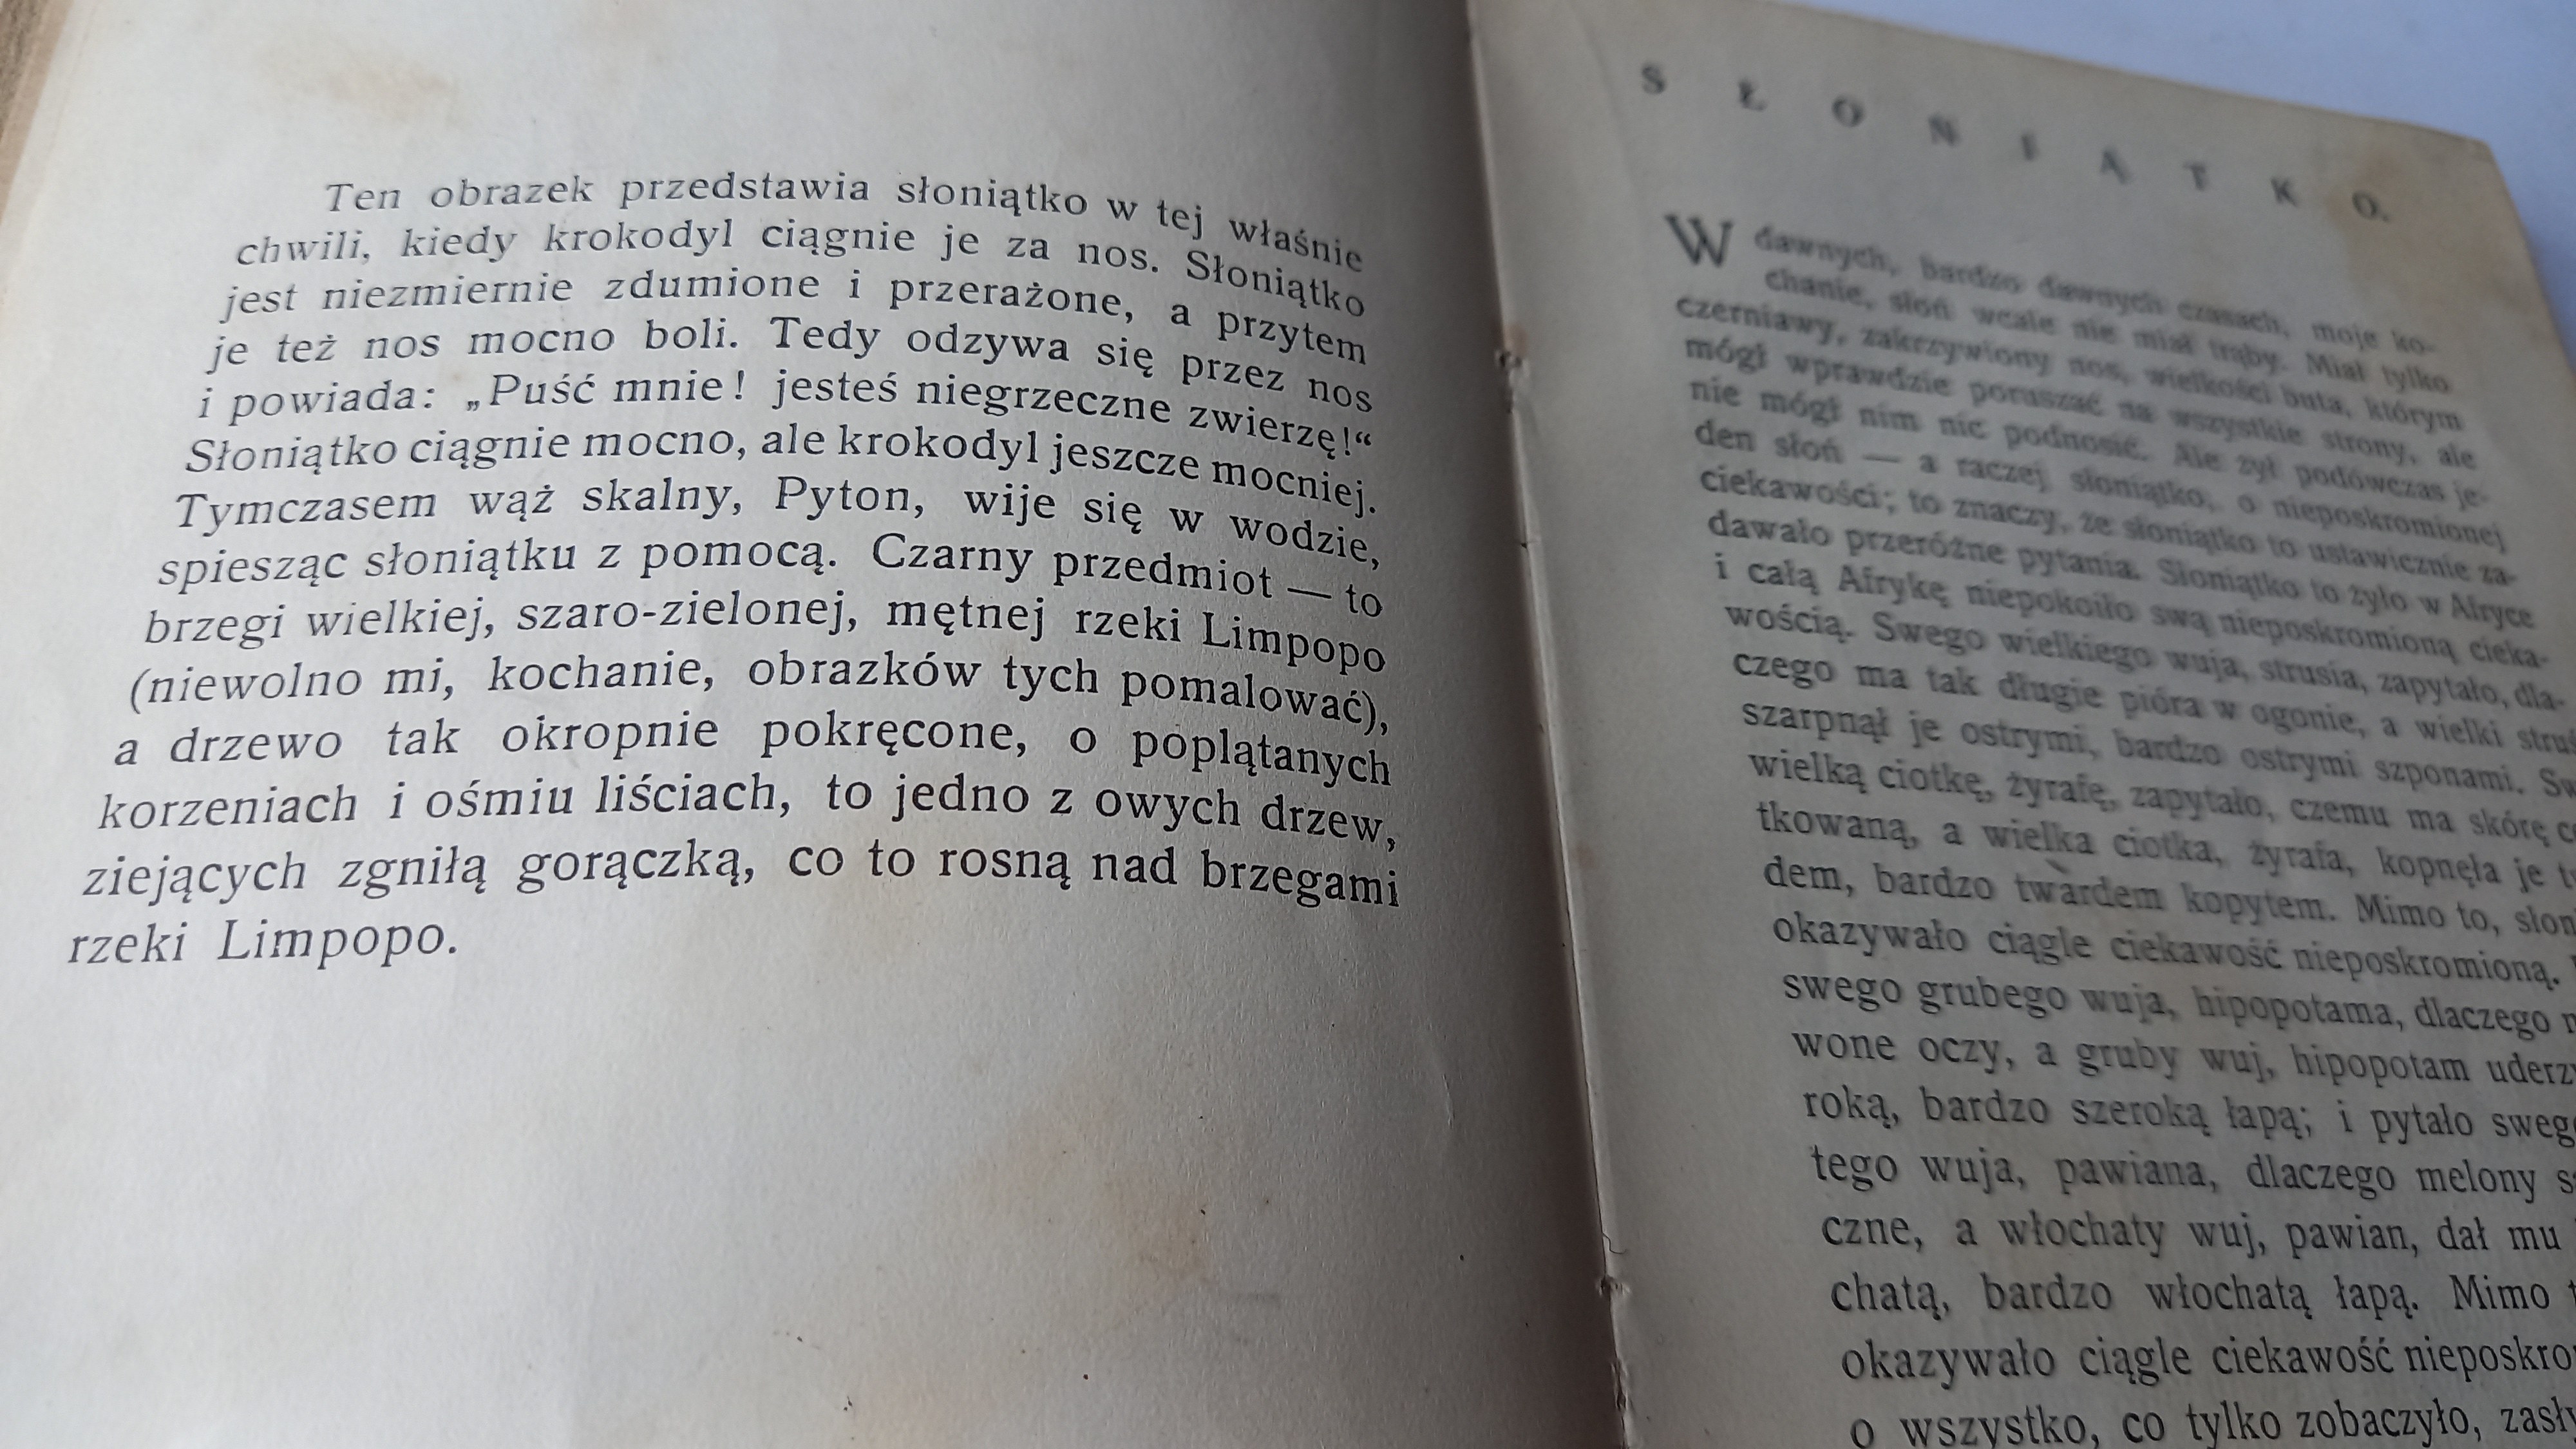 Ten obrazek przedstawia słoniątko w tej właśnie
chwili, kiedy krokodyl ciągnie je za nos. Słoniątko
jest niezmiernie zdumione i przerażone, a przytem
je też nos mocno boli. Tedy odzywa się przez nos
i powiada: „Puść mnie! jesteś niegrzeczne zwierzę!“
Słoniątko ciągnie mocno, ale krokodyl jeszcze mocniej.
Tymczasem wąż skalny, Pyton, wije się w wodzie,
spiesząc słoniątku z pomocą. Czarny przedmiot — to
brzegi wielkiej, szaro-zielonej, mętnej rzeki Limpopo
(niewolno mi, kochanie, obrazków tych pomalować),
a drzewo tak okropnie pokręcone, o poplątanych
korzeniach i ośmiu liściach, to jedno z owych drzew,
ziejących zgniłą gorączką, co to rosną nad brzegami
rzeki Limpopo.
SŁONIĄTKO.
W dawnych, bardzo dawnych czasach, moje ko-
chanie, słoń wcale nie miał trąby. Miał tylko
czerniawy, zakrzywiony nos, wielkości buta, którym
mógł wprawdzie poruszać na wszystkie strony, ale
nie mógł nim nic podnosić. Ale żył podówczas je-
den słoń — a raczej słoniątko, o nieposkromionej
ciekawości; to znaczy, że słoniątko to ustawicznie za-
dawało przeróżne pytania. Słoniątko to żyło w Afryce
i całą Afrykę niepokoiło swą nieposkromioną cieka-
wością. Swego wielkiego wuja, strusia, zapytało, dla-
czego ma tak długie pióra w ogonie, a wielki
szarpnął je ostrymi, bardzo ostrymi szponami.
wielką ciotkę, żyrafę, zapytało, czemu ma skórę
tkowaną, a wielka ciotka, żyrafa, kopnęła je
dem, bardzo twardem kopytem. Mimo to,
okazywało ciągle ciekawość nieposkromioną.
swego grubego wuja, hipopotama, dlaczego
wone oczy, a gruby wuj, hipopotam
roką, bardzo szeroką łapą; i pytało
tego wuja, pawiana, dlaczego melony
czne, a włochaty wuj, pawian, dał mu
chatą, bardzo włochatą łapą. Mimo
okazywało ciągle ciekawość
o wszystko, co tylko zobaczyło,